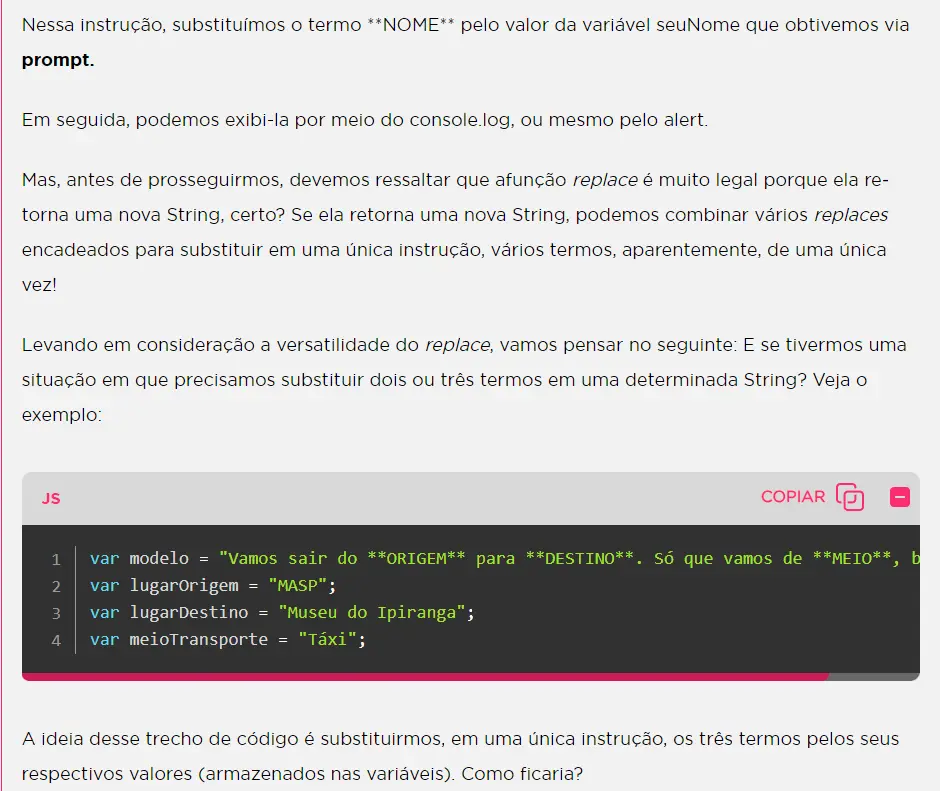 Nessa instrução, substituímos o termo **NOME** pelo valor da variável seuNome que obtivemos via
prompt.
Em seguida, podemos exibi-la por meio do console.log, ou mesmo pelo alert.
Mas, antes de prosseguirmos, devemos ressaltar que afunção replace é muito legal porque ela re-
torna uma nova String, certo? Se ela retorna uma nova String, podemos combinar vários replaces
encadeados para substituir em uma única instrução, vários termos, aparentemente, de uma única
vez!
Levando em consideração a versatilidade do replace, vamos pensar no seguinte: E se tivermos uma
situação em que precisamos substituir dois ou três termos em uma determinada String? Veja o
exemplo:
JS COPIAR
1 var modelo = "Vamos sair do **ORIGEM** para **DESTINO**. Só que vamos de **MEIO**, b
2 var lugarOrigem = "MASP";
3 var lugarDestino = "Museu do Ipiranga";
4 var meioTransporte = "Táxi";
A ideia desse trecho de código é substituirmos, em uma única instrução, os três termos pelos seus
respectivos valores (armazenados nas variáveis). Como ficaria?